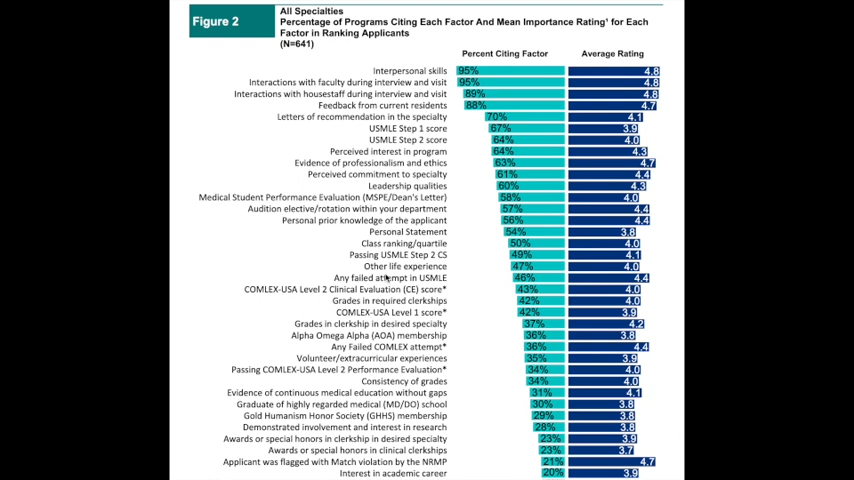 Figure 2
All Specialties
Percentage of Programs Citing Each Factor And Mean Importance Rating¹ for Each
Factor in Ranking Applicants
(N=641)
Percent Citing Factor Average Rating
Interpersonal skills 95% 4.8
Interactions with faculty during interview and visit 95% 4.8
Interactions with housestaff during interview and visit 89% 4.8
Feedback from current residents 88% 4.7
Letters of recommendation in the specialty 70% 4.1
USMLE Step 1 score 67% 3.9
USMLE Step 2 score 64% 4.0
Perceived interest in program 64% 4.3
Evidence of professionalism and ethics 63% 4.7
Perceived commitment to specialty 61% 4.4
Leadership qualities 60% 4.3
Medical Student Performance Evaluation (MSPE/Dean's Letter) 58% 4.0
Audition elective/rotation within your department 57% 4.4
Personal prior knowledge of the applicant 56% 4.4
Personal Statement 54% 3.8
Class ranking/quartile 50% 4.0
Passing USMLE Step 2 CS 49% 4.1
Other life experience 47% 4.0
Any failed attempt in USMLE 46% 4.4
COMLEX-USA Level 2 Clinical Evaluation (CE) score* 43% 4.0
Grades in required clerkships 42% 4.0
COMLEX-USA Level 1 score* 42% 3.9
Grades in clerkship in desired specialty 37% 4.2
Alpha Omega Alpha (AOA) membership 36% 3.8
Any Failed COMLEX attempt* 36% 4.4
Volunteer/extracurricular experiences 35% 3.9
Passing COMLEX-USA Level 2 Performance Evaluation* 34% 4.0
Consistency of grades 34% 4.0
Evidence of continuous medical education without gaps 31% 4.1
Graduate of highly regarded medical (MD/DO) school 30% 3.8
Gold Humanism Honor Society (GHHS) membership 29% 3.8
Demonstrated involvement and interest in research 28% 3.8
Awards or special honors in clerkship in desired specialty 23% 3.9
Awards or special honors in clinical clerkships 23% 3.7
Applicant was flagged with Match violation by the NRMP 21% 4.7
Interest in academic career 20% 3.9